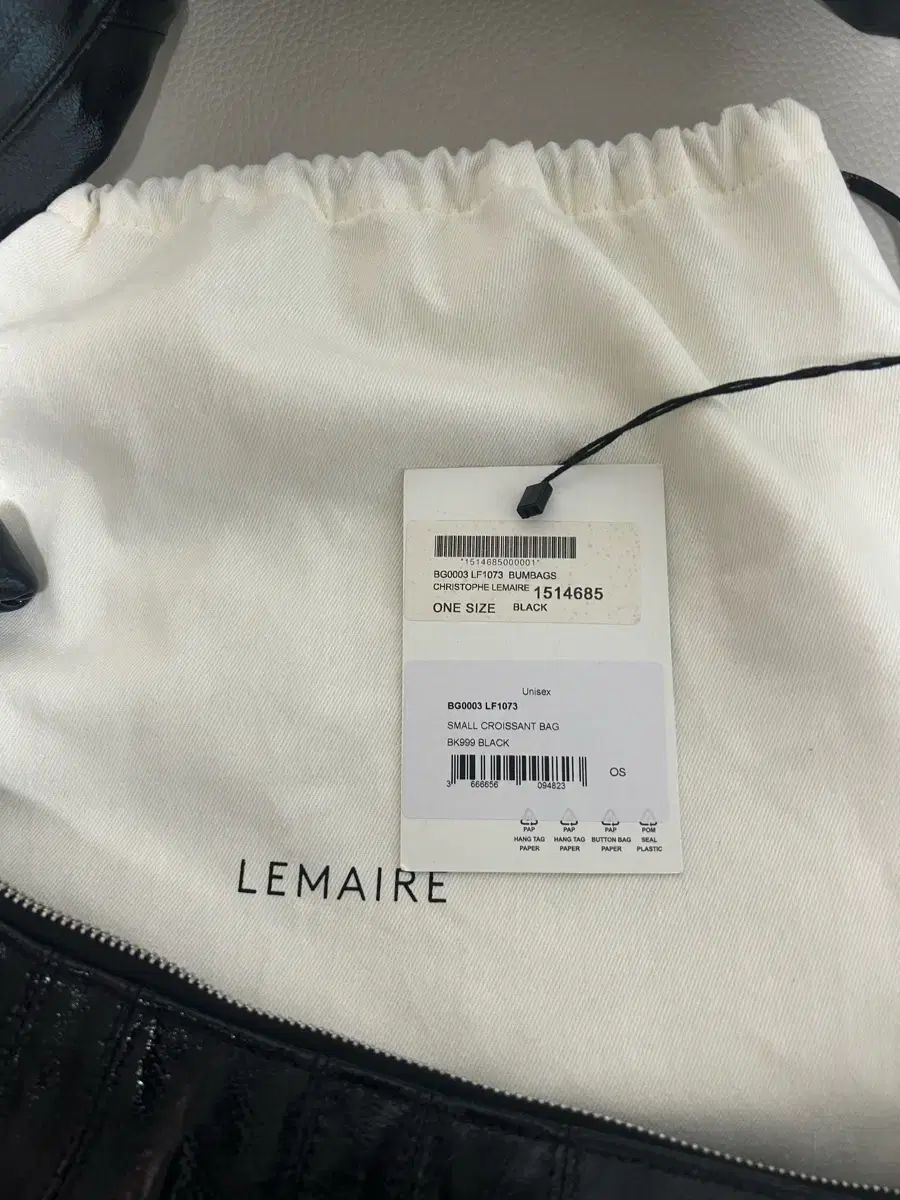 *1514685000001*
BG0003 LF1073 BUMBAGS
CHRISTOPHE LEMAIRE 1514685
ONE SIZE BLACK
Unisex
BG0003 LF1073
SMALL CROISSANT BAG
BK999 BLACK
3 666656 094823
OS
PAP
HANG TAG
PAPER
PAP
HANG TAG
PAPER
PAP
BUTTON BAG
PAPER
POM
SEAL
PLASTIC
LEMAIRE